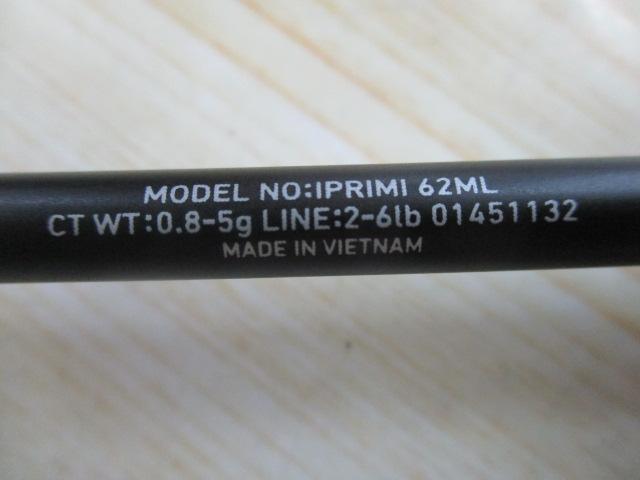 MODEL NO:IPRIMI 62ML
CT WT:0.8-5g LINE:2-6lb 01451132
MADE IN VIETNAM